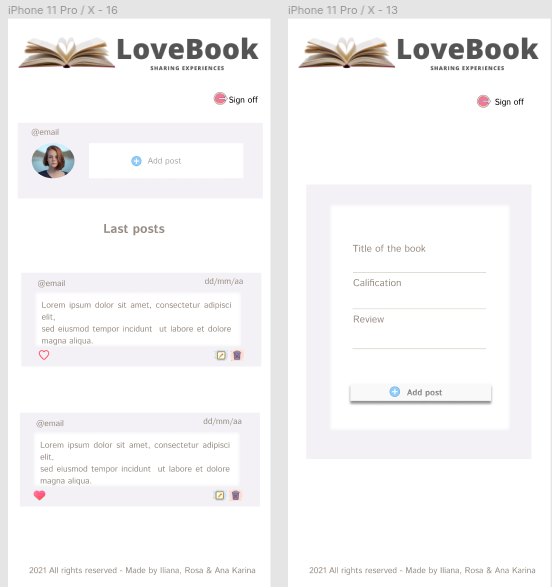 iPhone 11 Pro / X - 16
LoveBook
SHARING EXPERIENCES
Sign off
@email
Add post
Last posts
@email
dd/mm/aa
Lorem ipsum dolor sit amet, consectetur adipisci
elit,
sed eiusmod tempor incidunt ut labore et dolore
magna aliqua.
@email
dd/mm/aa
Lorem ipsum dolor sit amet, consectetur adipisci
elit,
sed eiusmod tempor incidunt ut labore et dolore
magna aliqua.
2021 All rights reserved - Made by Iliana, Rosa & Ana Karina
iPhone 11 Pro / X - 13
LoveBook
SHARING EXPERIENCES
Sign off
Title of the book
Calification
Review
Add post
2021 All rights reserved - Made by Iliana, Rosa & Ana Karina